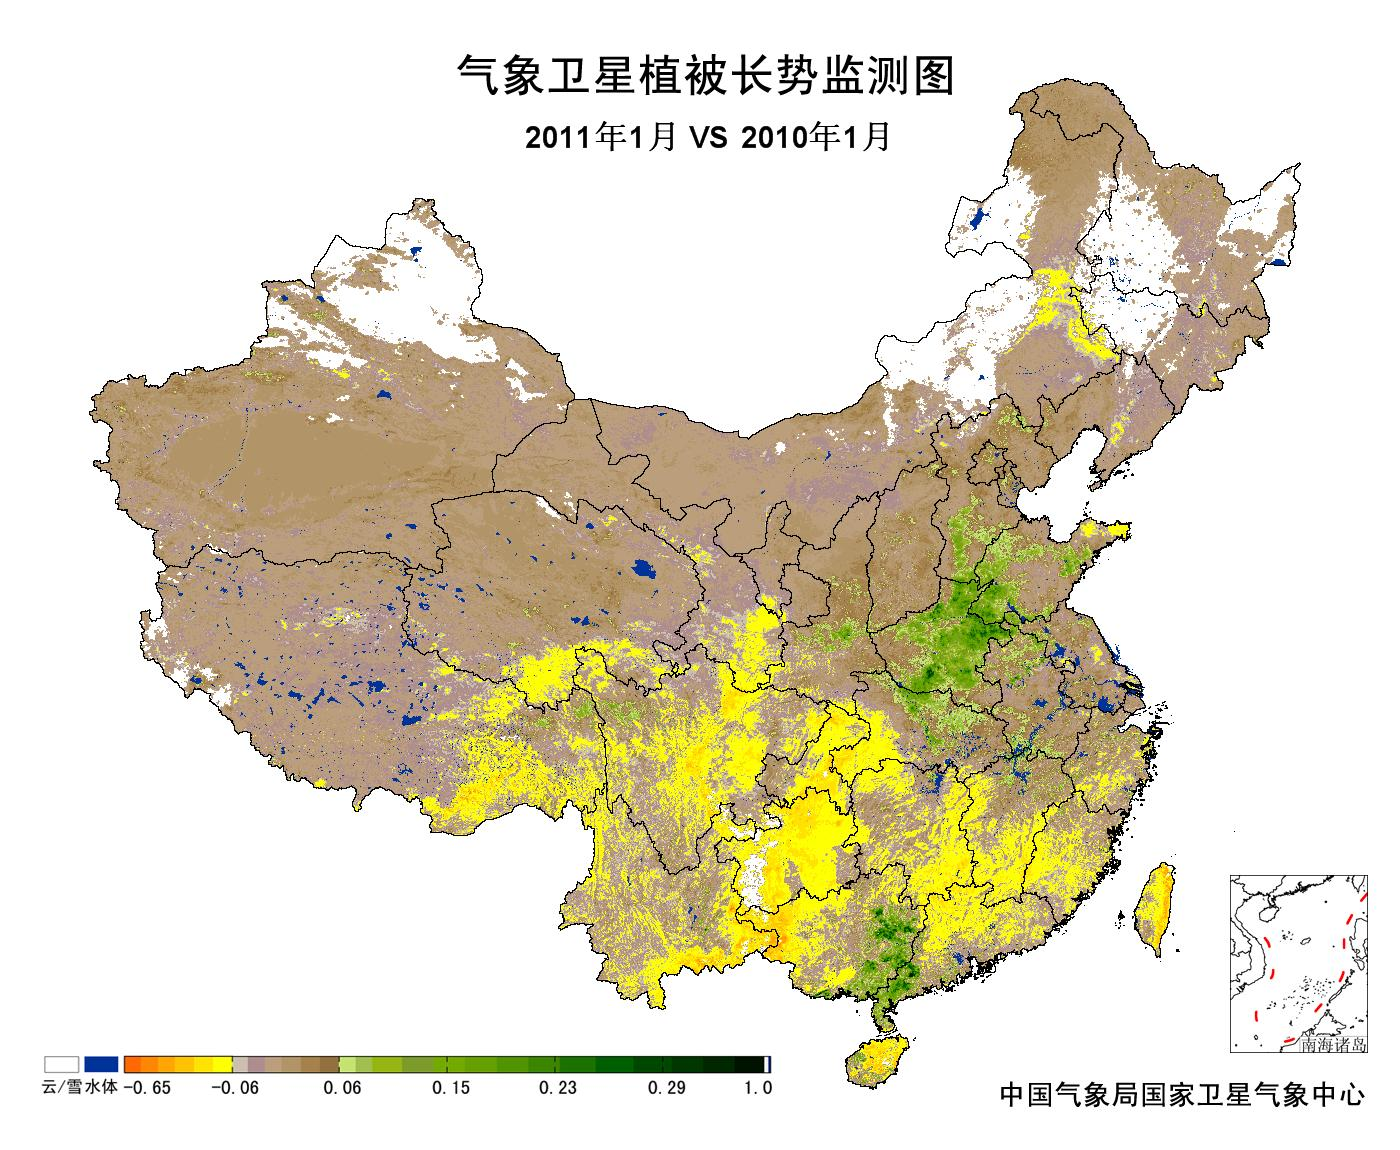 气象卫星植被长势监测图
2011年1月 VS 2010年1月
南海诸岛
云/雪 水体 -0.65 -0.06 0.06 0.15 0.23 0.29 1.0
中国气象局国家卫星气象中心